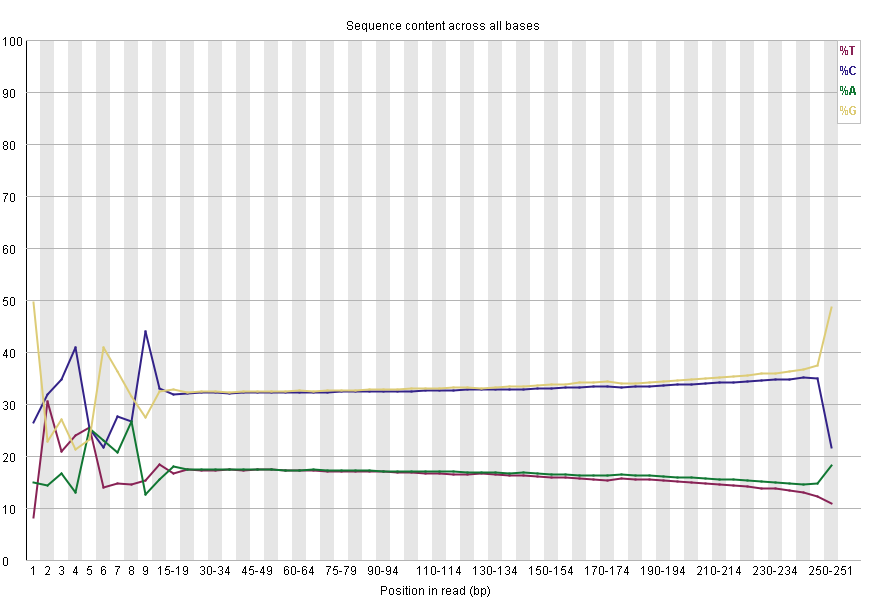 Sequence content across all bases
100
90
80
70
60
50
40
30
20
10
0
%T
%C
%A
%G
1 2 3 4 5 6 7 8 9 15-19 30-34 45-49 60-64 75-79 90-94 110-114 130-134 150-154 170-174 190-194 210-214 230-234 250-251
Position in read (bp)